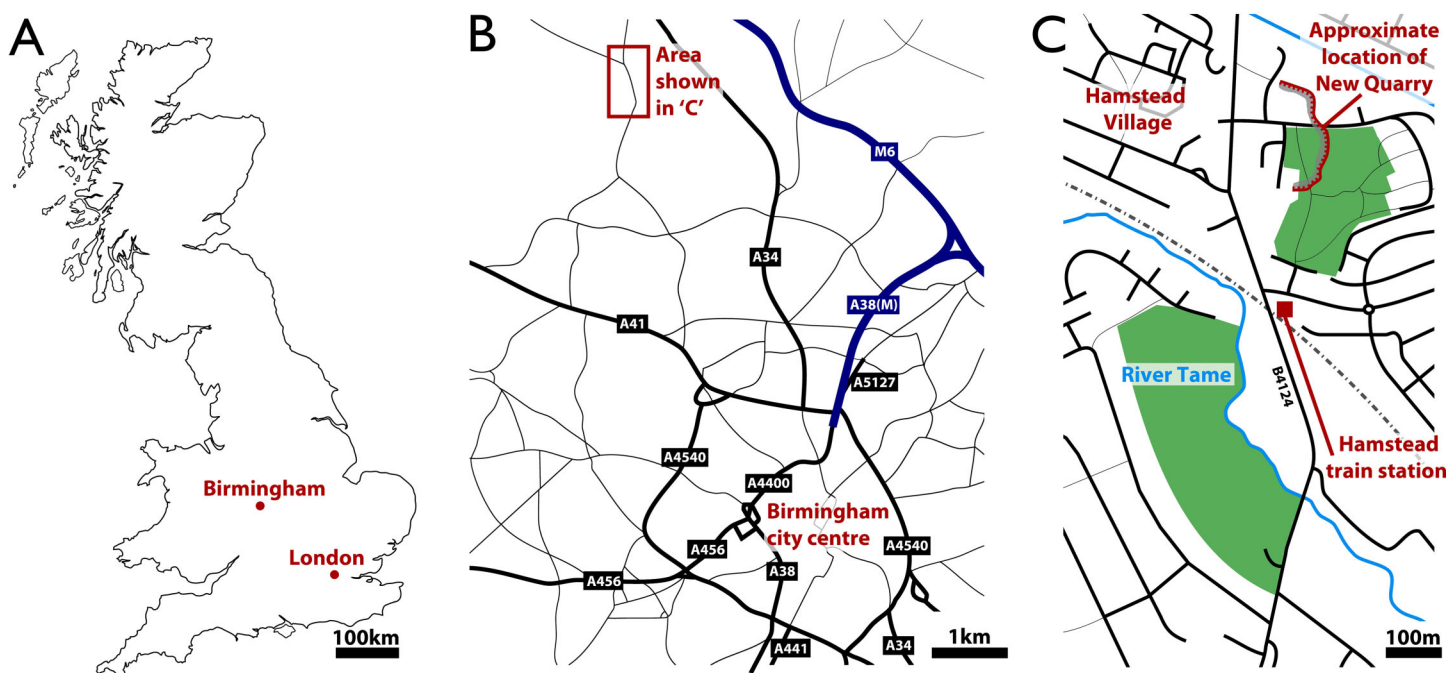 A
Birmingham
London
100km
B
Area
shown
in ‘C’
M6
A34
A38(M)
A41
A5127
A4540
A4400
Birmingham
city centre
A456
A4540
A456
A38
A441
A34
1km
C
Approximate
location of
New Quarry
Hamstead
Village
River Tame
B4124
Hamstead
train station
100m